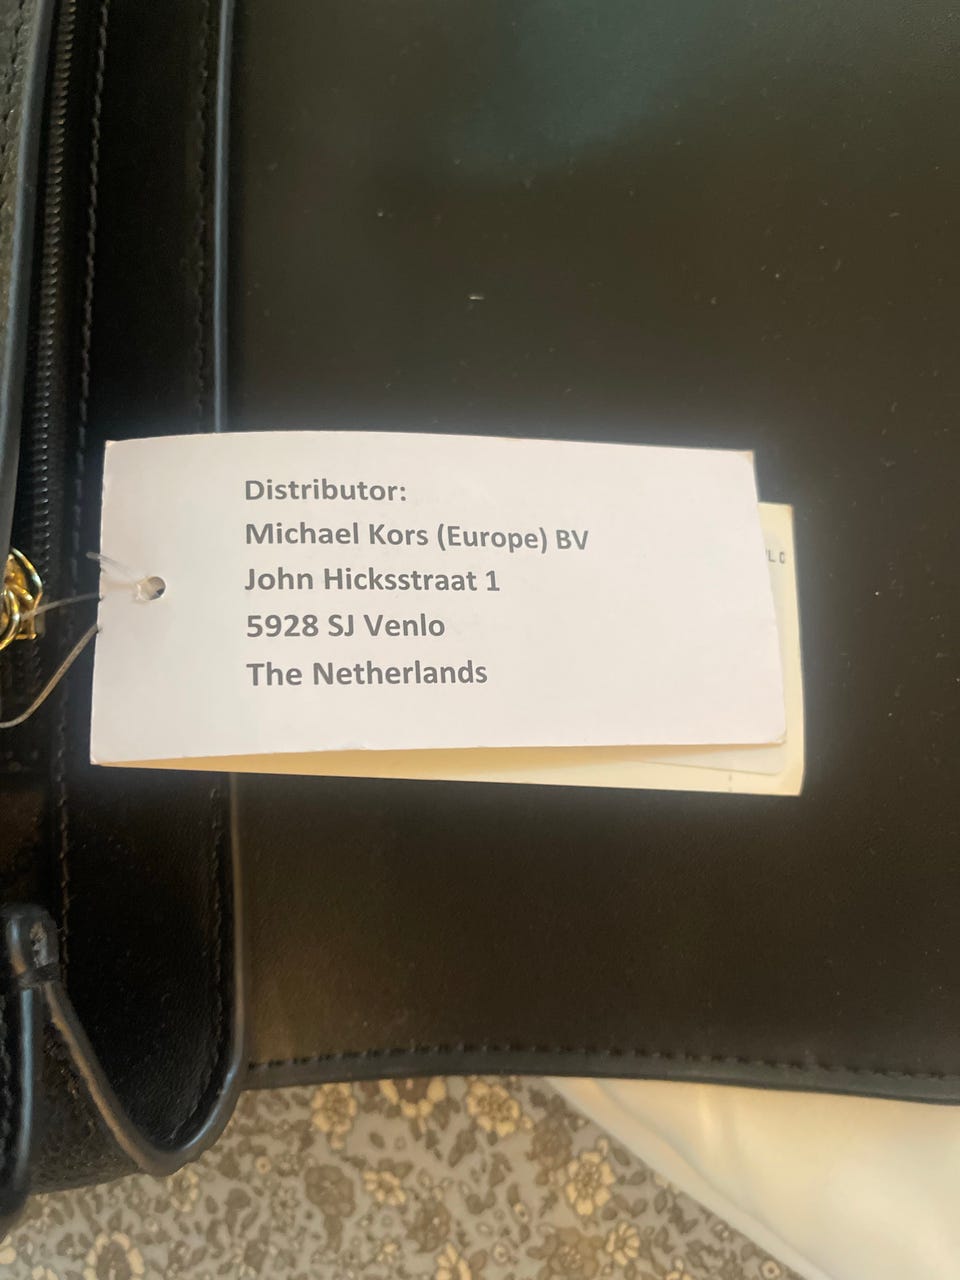 Distributor:
Michael Kors (Europe) BV
John Hicksstraat 1
5928 SJ Venlo
The Netherlands